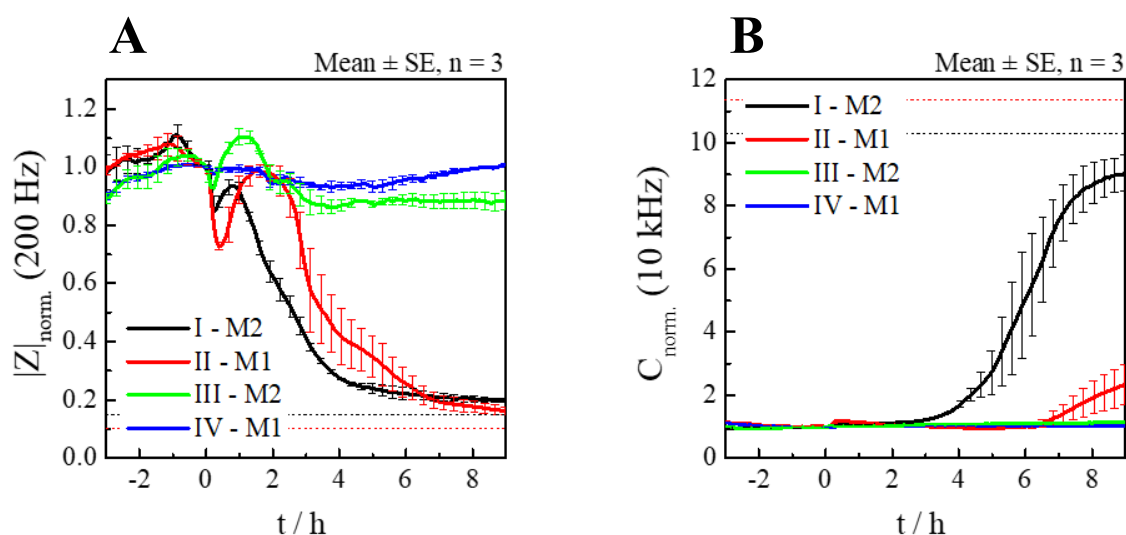 A
Mean ± SE, n = 3
|Z|norm. (200 Hz)
1.2
1.0
0.8
0.6
0.4
0.2
0.0
I - M2
II - M1
III - M2
IV - M1
-2 0 2 4 6 8
t / h
B
Mean ± SE, n = 3
C norm. (10 kHz)
12
10
8
6
4
2
0
I - M2
II - M1
III - M2
IV - M1
-2 0 2 4 6 8
t / h